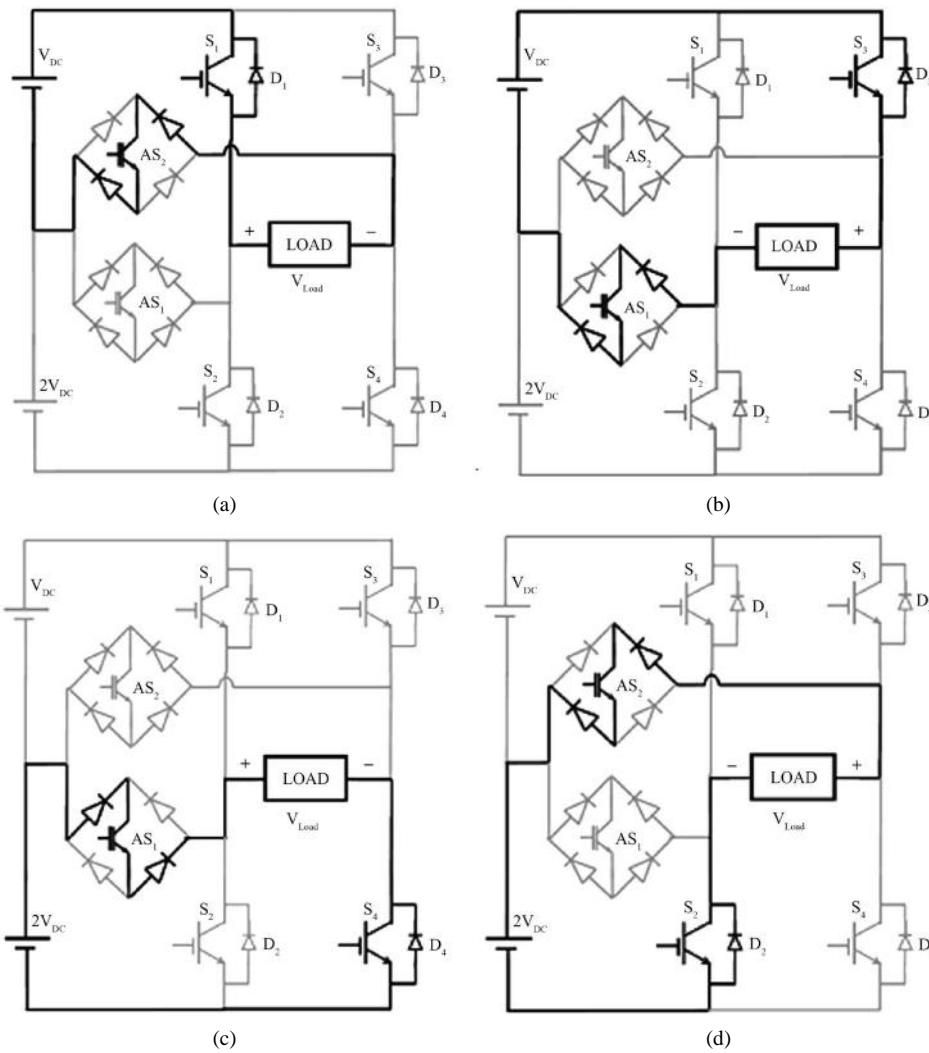 V_DC
S_1
S_3
D_1
D_3
AS_2
+ LOAD −
V_Load
AS_1
2V_DC
S_2
S_4
D_2
D_4
(a)
V_DC
S_1
S_3
D_1
D
AS_2
− LOAD +
V_Load
AS_1
2V_DC
S_2
S_4
D_2
D
(b)
V_DC
S_1
S_3
D_1
D_3
AS_2
+ LOAD −
V_Load
AS_1
2V_DC
S_2
S_4
D_2
D_4
(c)
V_DC
S_1
S_3
D_1
D
AS_2
− LOAD +
V_Load
AS_1
2V_DC
S_2
S_4
D_2
D
(d)